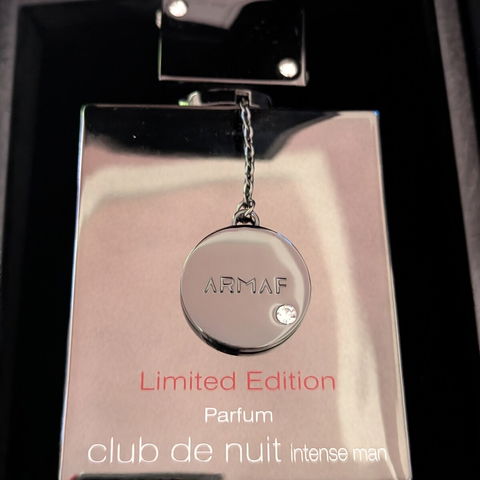 ARMAF
Limited Edition
Parfum
club de nuit intense man